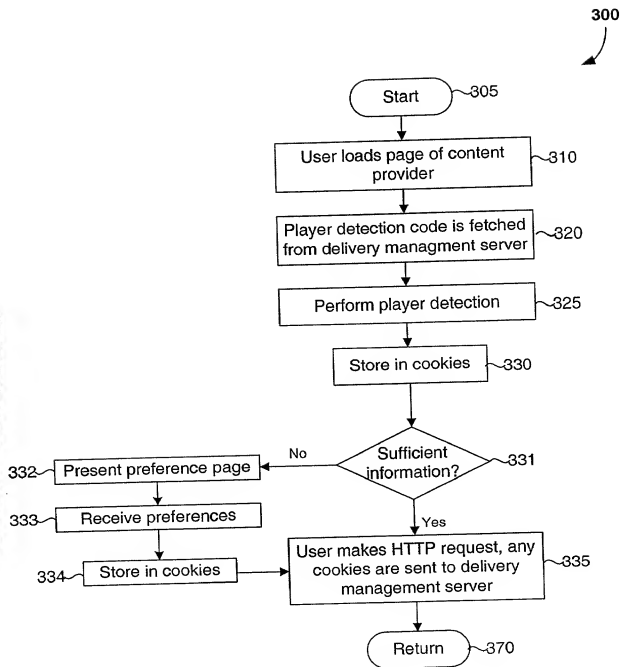 300
Start
305
User loads page of content
provider
310
Player detection code is fetched
from delivery managment server
320
Perform player detection
325
Store in cookies
330
Sufficient
information?
331
No
Yes
332
Present preference page
333
Receive preferences
334
Store in cookies
User makes HTTP request, any
cookies are sent to delivery
management server
335
Return
370